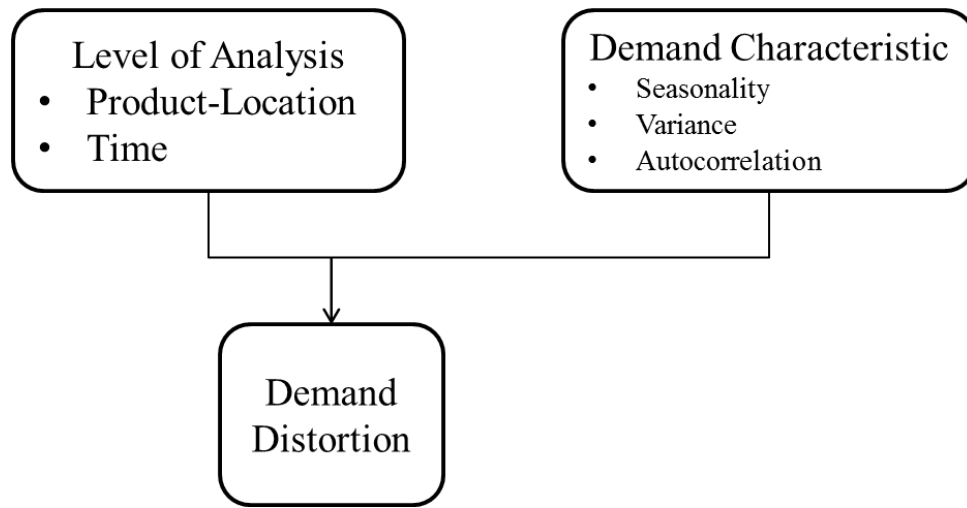 Level of Analysis
• Product-Location
• Time
Demand Characteristic
• Seasonality
• Variance
• Autocorrelation
Demand
Distortion